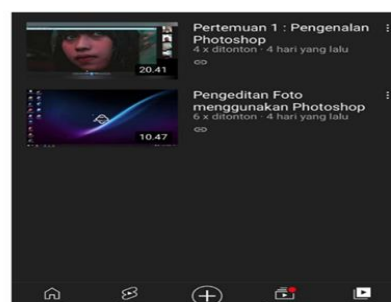 Pertemuan 1 : Pengenalan
Photoshop
4 x ditonton · 4 hari yang lalu
20.41
Pengeditan Foto
menggunakan Photoshop
6 x ditonton · 4 hari yang lalu
10.47